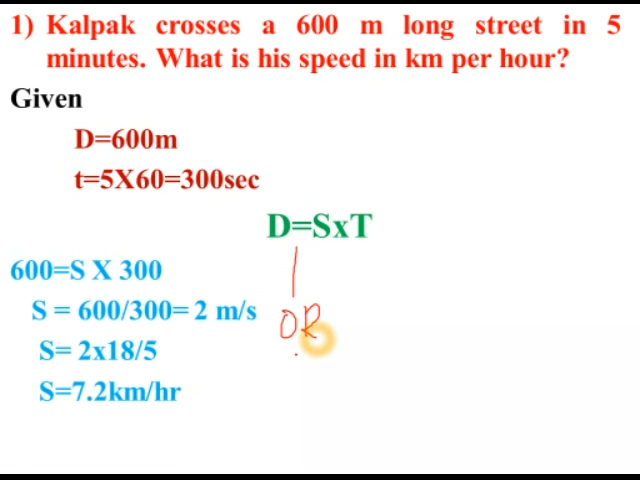 1) Kalpak crosses a 600 m long street in 5
minutes. What is his speed in km per hour?
Given
D=600m
t=5X60=300sec
D=SxT
600=S X 300
S = 600/300= 2 m/s
S= 2x18/5
S=7.2km/hr
OR